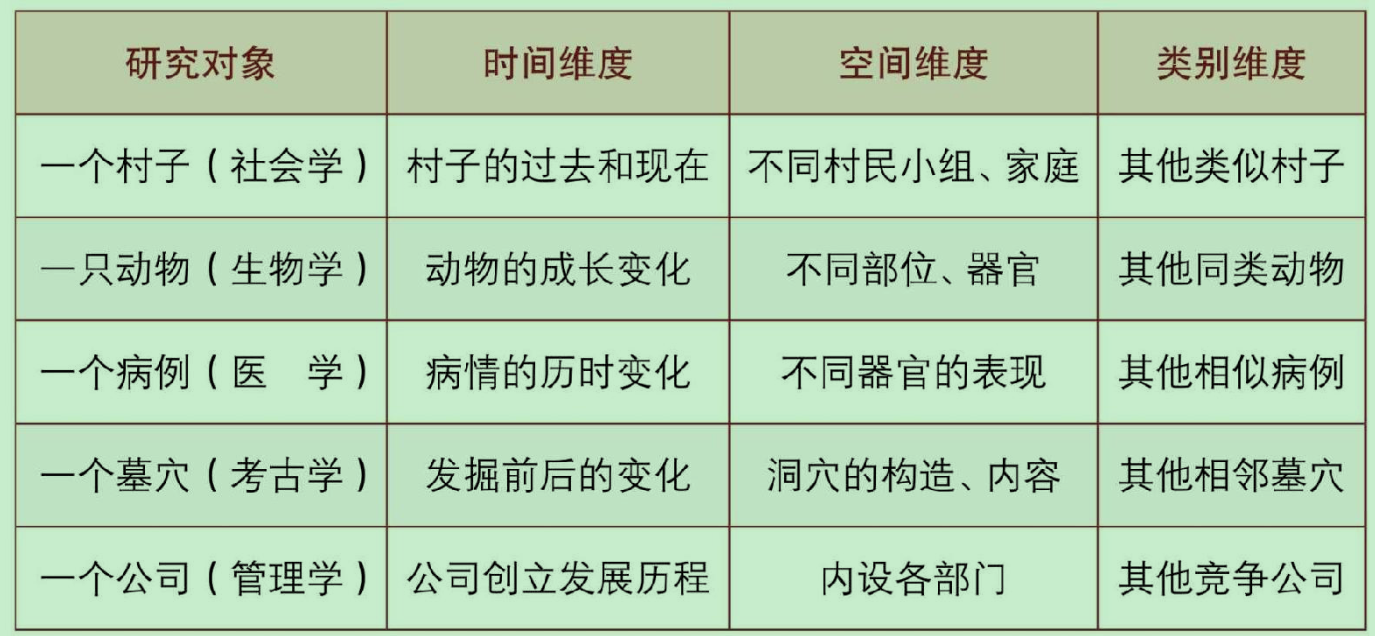 研究对象 时间维度 空间维度 类别维度
一个村子（社会学） 村子的过去和现在 不同村民小组、家庭 其他类似村子
一只动物（生物学） 动物的成长变化 不同部位、器官 其他同类动物
一个病例（医　学） 病情的历时变化 不同器官的表现 其他相似病例
一个墓穴（考古学） 发掘前后的变化 洞穴的构造、内容 其他相邻墓穴
一个公司（管理学） 公司创立发展历程 内设各部门 其他竞争公司